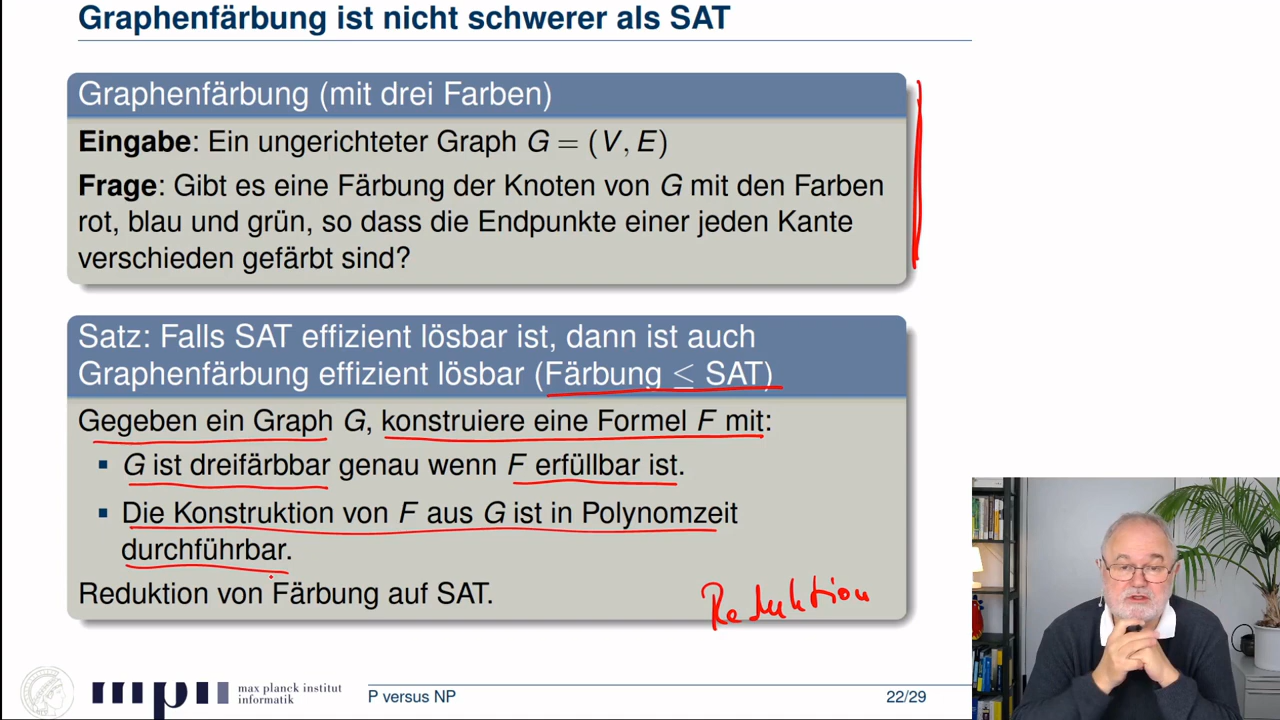 Graphenfärbung ist nicht schwerer als SAT
Graphenfärbung (mit drei Farben)
Eingabe: Ein ungerichteter Graph G = (V, E)
Frage: Gibt es eine Färbung der Knoten von G mit den Farben
rot, blau und grün, so dass die Endpunkte einer jeden Kante
verschieden gefärbt sind?
Satz: Falls SAT effizient lösbar ist, dann ist auch
Graphenfärbung effizient lösbar (Färbung ≤ SAT)
Gegeben ein Graph G, konstruiere eine Formel F mit:
▪ G ist dreifärbbar genau wenn F erfüllbar ist.
▪ Die Konstruktion von F aus G ist in Polynomzeit
durchführbar.
Reduktion von Färbung auf SAT.
Reduktion
mpi
max planck institut
informatik
P versus NP
22/29